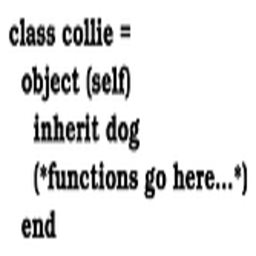 class collie =
object (self)
inherit dog
(*functions go here...*)
end